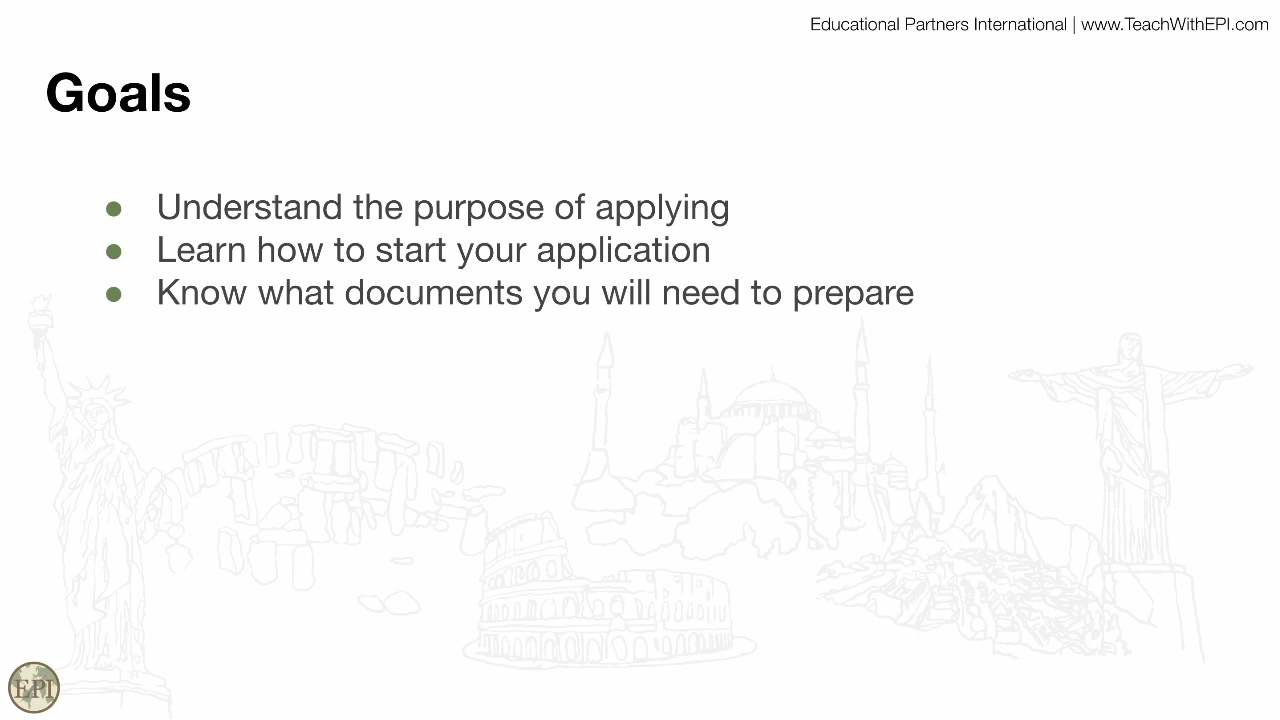 Educational Partners International | www.TeachWithEPI.com
Goals
● Understand the purpose of applying
● Learn how to start your application
● Know what documents you will need to prepare
EPI